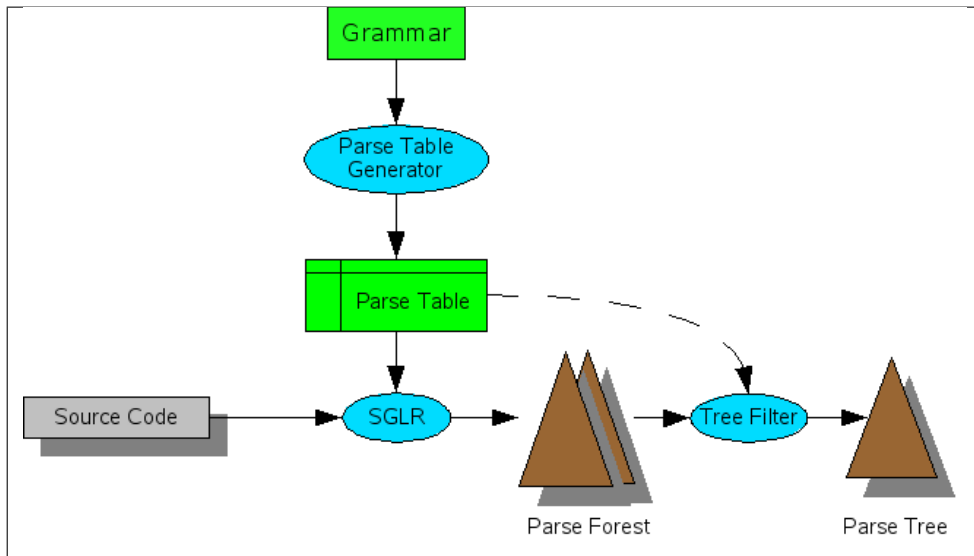 Grammar
Parse Table
Generator
Parse Table
Source Code
SGLR
Tree Filter
Parse Forest
Parse Tree